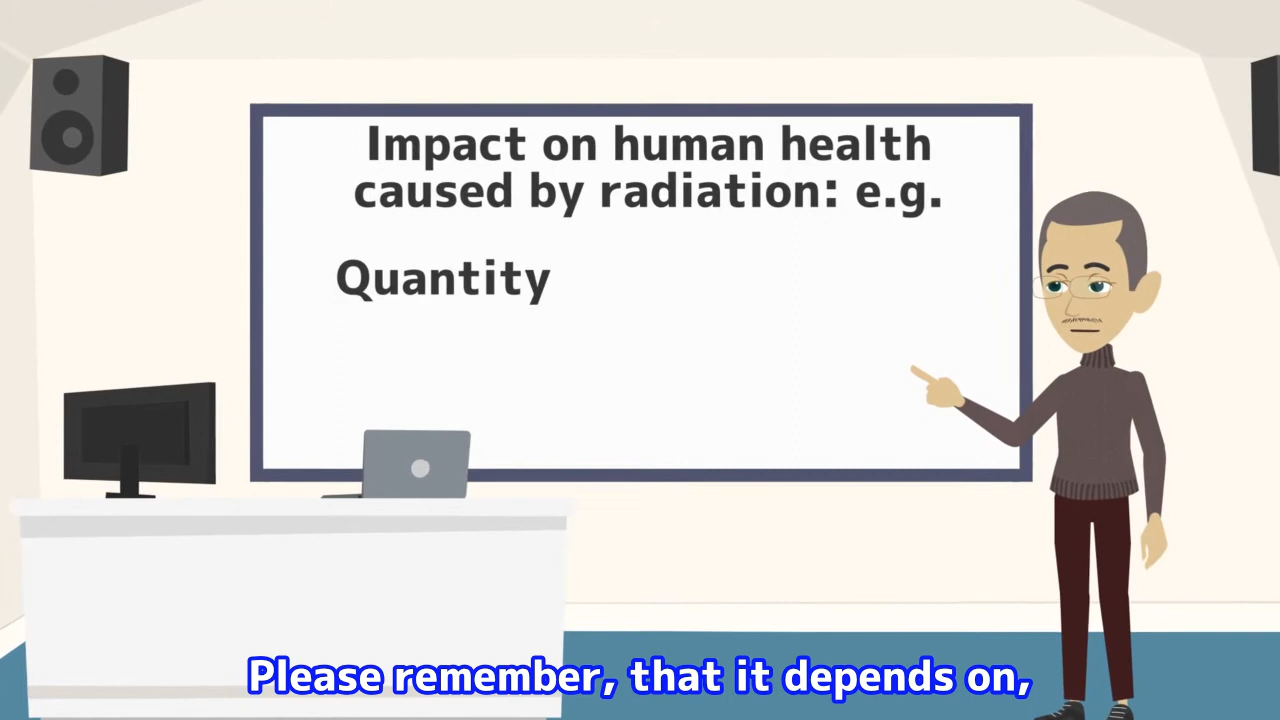 Impact on human health
caused by radiation: e.g.
Quantity
Please remember, that it depends on,